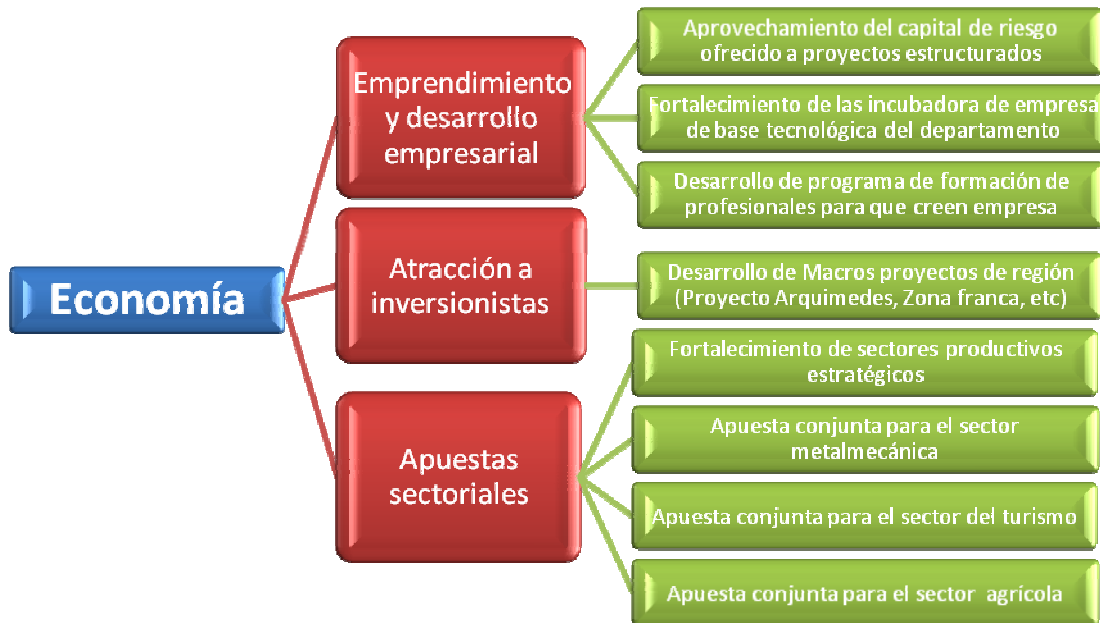 Economía
Emprendimiento
y desarrollo
empresarial
Aprovechamiento del capital de riesgo
ofrecido a proyectos estructurados
Fortalecimiento de las incubadora de empresa
de base tecnológica del departamento
Desarrollo de programa de formación de
profesionales para que creen empresa
Atracción a
inversionistas
Desarrollo de Macros proyectos de región
(Proyecto Arquimedes, Zona franca, etc)
Apuestas
sectoriales
Fortalecimiento de sectores productivos
estratégicos
Apuesta conjunta para el sector
metalmecánica
Apuesta conjunta para el sector del turismo
Apuesta conjunta para el sector agrícola